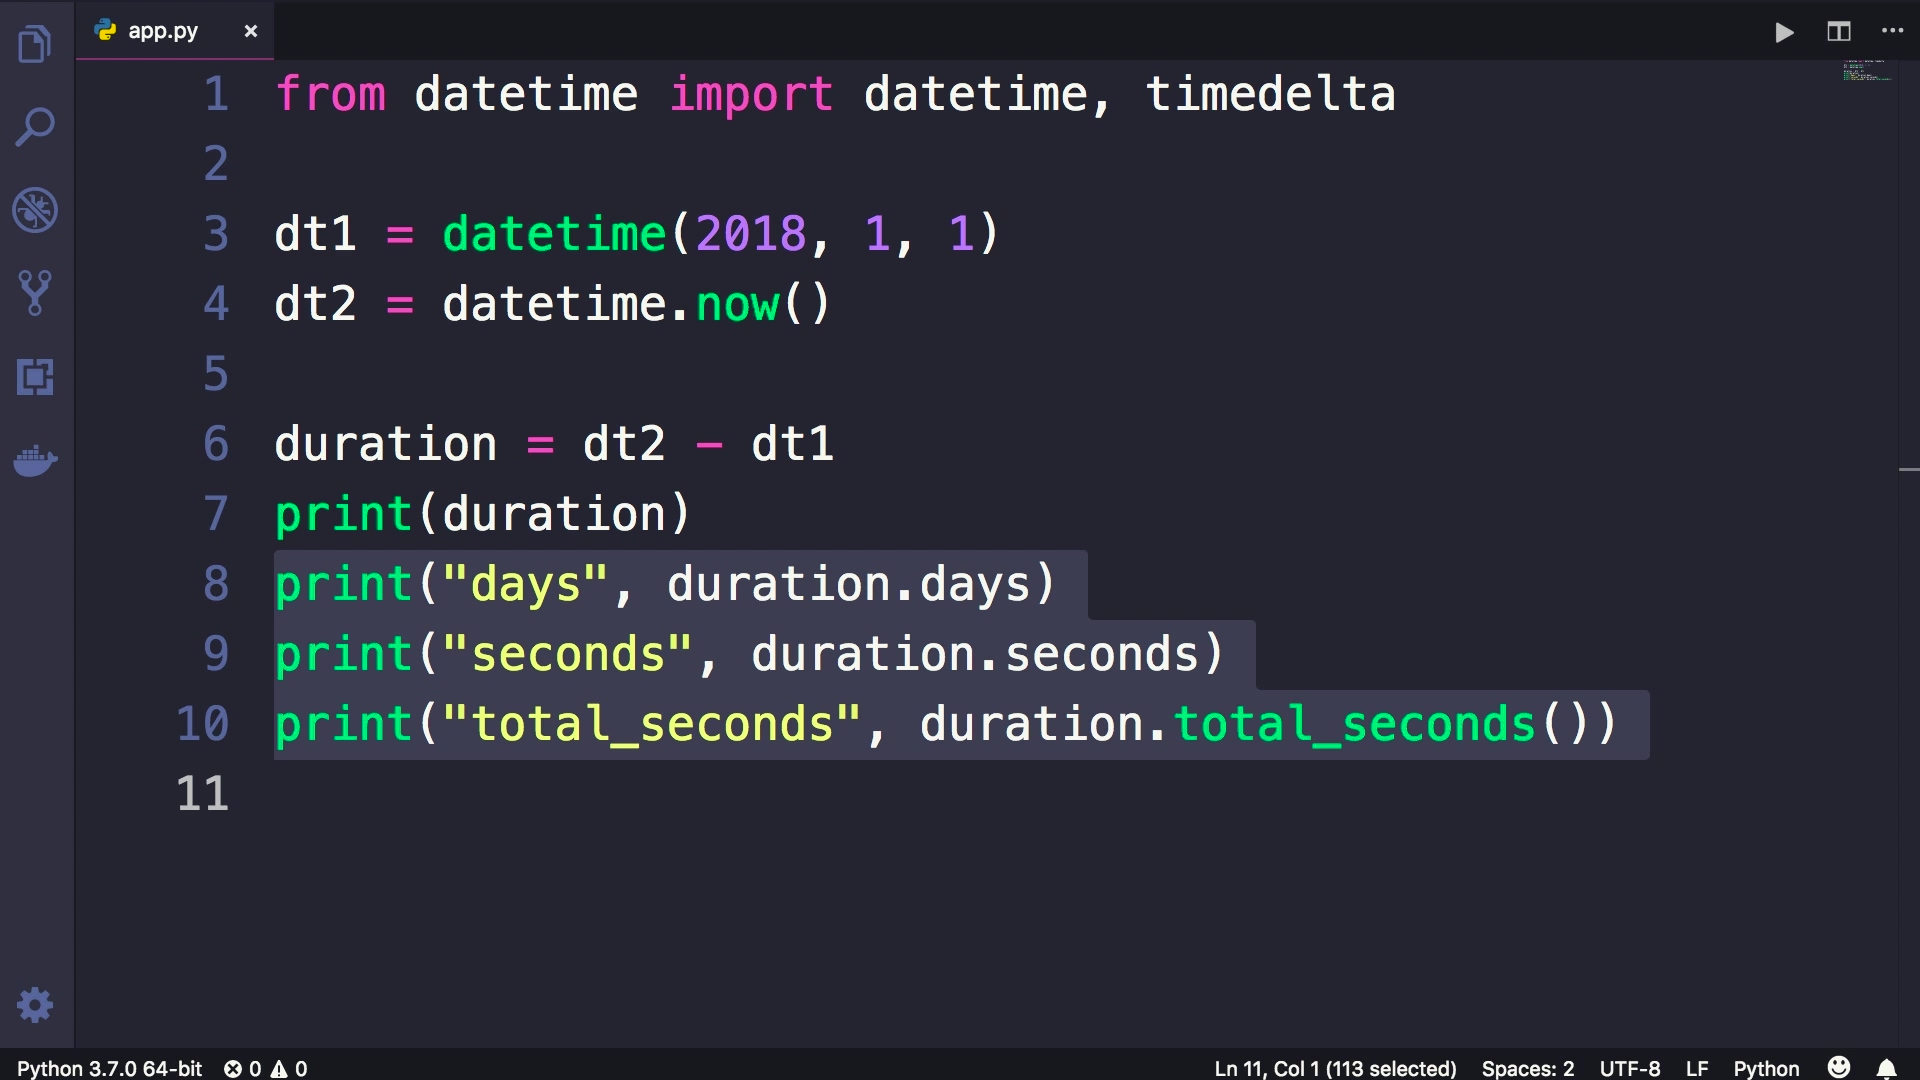 app.py
1 from datetime import datetime, timedelta
2
3 dt1 = datetime(2018, 1, 1)
4 dt2 = datetime.now()
5
6 duration = dt2 - dt1
7 print(duration)
8 print("days", duration.days)
9 print("seconds", duration.seconds)
10 print("total_seconds", duration.total_seconds())
11
Python 3.7.0 64-bit 0 0 Ln 11, Col 1 (113 selected) Spaces: 2 UTF-8 LF Python